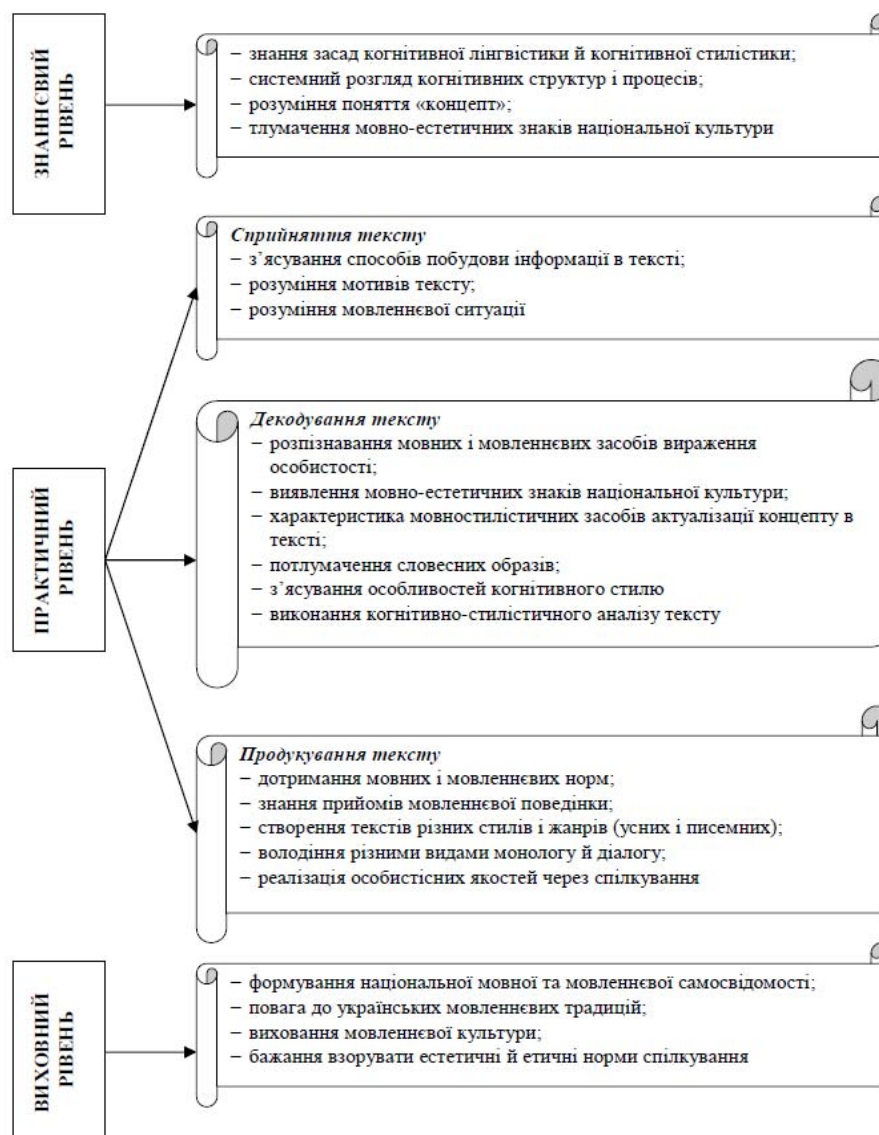 ЗНАННЄВИЙ
РІВЕНЬ
– знання засад когнітивної лінгвістики й когнітивної стилістики;
– системний розгляд когнітивних структур і процесів;
– розуміння поняття «концепт»;
– тлумачення мовно-естетичних знаків національної культури
ПРАКТИЧНИЙ
РІВЕНЬ
Сприйняття тексту
– з’ясування способів побудови інформації в тексті;
– розуміння мотивів тексту;
– розуміння мовленнєвої ситуації
Декодування тексту
– розпізнавання мовних і мовленнєвих засобів вираження
особистості;
– виявлення мовно-естетичних знаків національної культури;
– характеристика мовностилістичних засобів актуалізації концепту в
тексті;
– потлумачення словесних образів;
– з’ясування особливостей когнітивного стилю
– виконання когнітивно-стилістичного аналізу тексту
Продукування тексту
– дотримання мовних і мовленнєвих норм;
– знання прийомів мовленнєвої поведінки;
– створення текстів різних стилів і жанрів (усних і писемних);
– володіння різними видами монологу й діалогу;
– реалізація особистісних якостей через спілкування
ВИХОВНИЙ
РІВЕНЬ
– формування національної мовної та мовленнєвої самосвідомості;
– повага до українських мовленнєвих традицій;
– виховання мовленнєвої культури;
– бажання взорувати естетичні й етичні норми спілкування